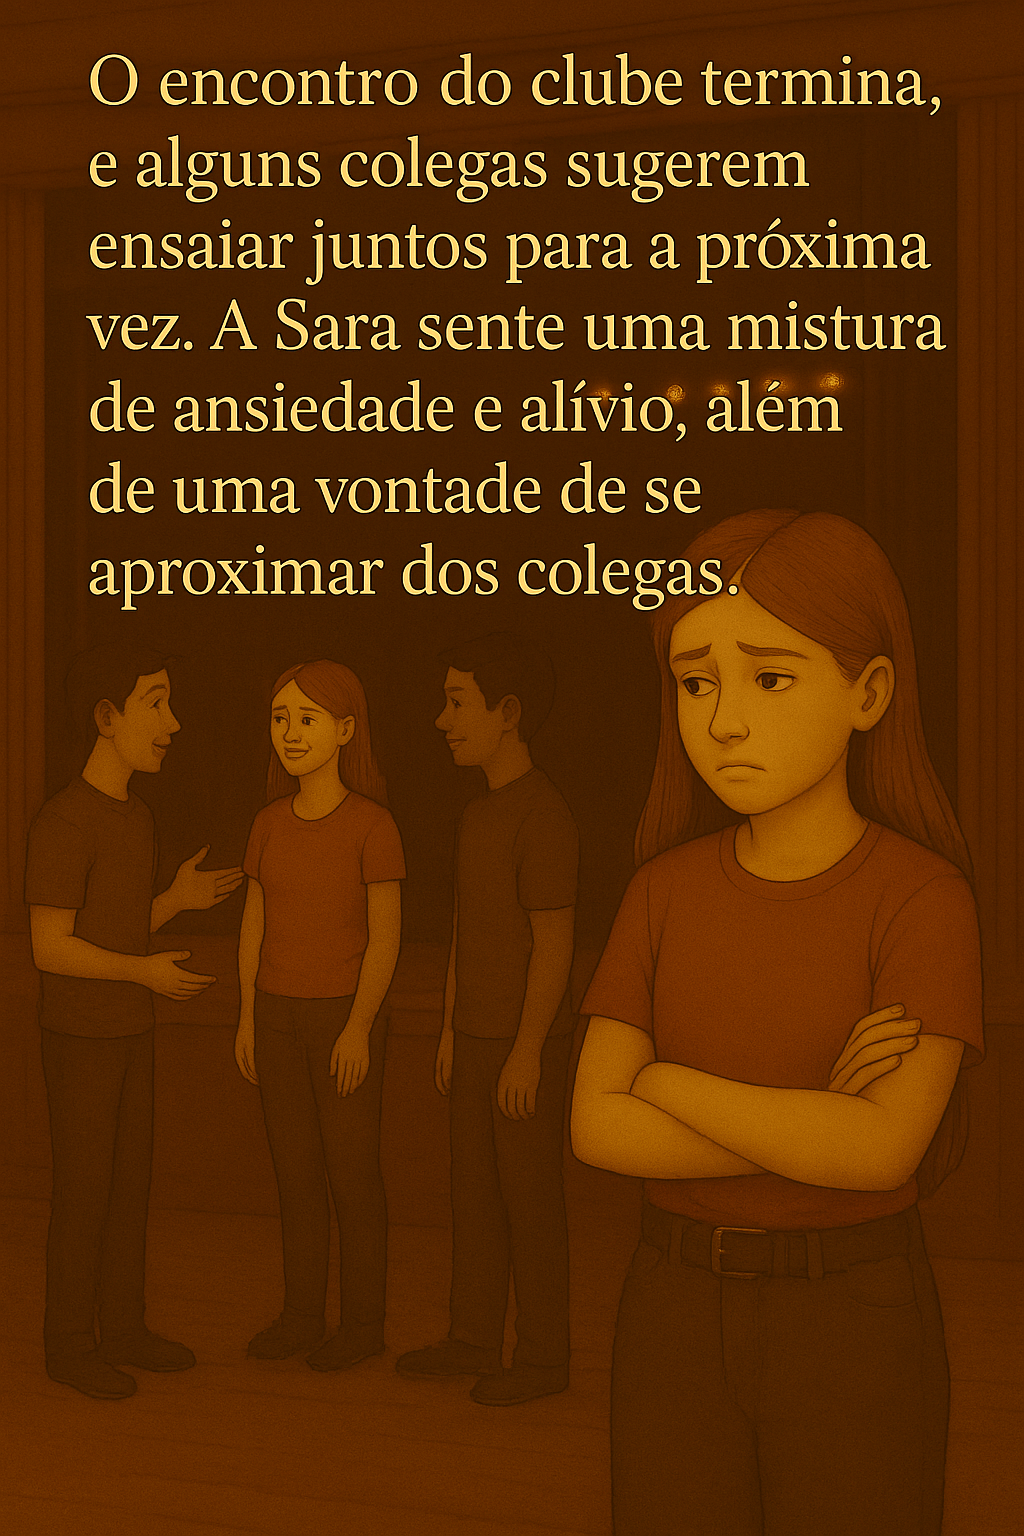 O encontro do clube termina,
e alguns colegas sugerem
ensaiar juntos para a próxima
vez. A Sara sente uma mistura
de ansiedade e alívio, além
de uma vontade de se
aproximar dos colegas.